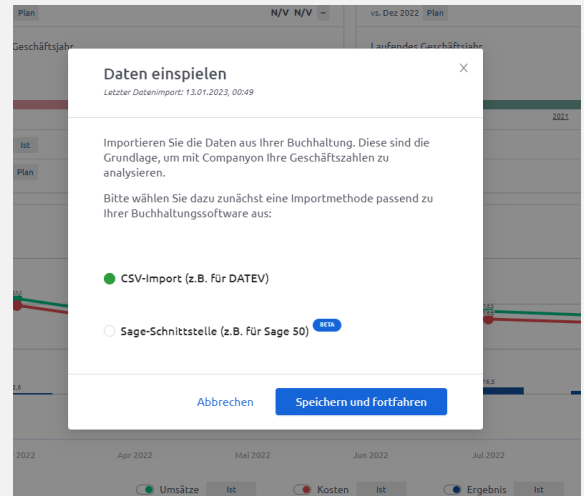 Plan
N/V N/V –
vs. Dez 2022 Plan
Geschäftsjahr
Laufendes Geschäftsjahr
2021
Ist
Plan
Daten einspielen
Letzter Datenimport: 13.01.2023, 00:49
Importieren Sie die Daten aus Ihrer Buchhaltung. Diese sind die
Grundlage, um mit Companyon Ihre Geschäftszahlen zu
analysieren.
Bitte wählen Sie dazu zunächst eine Importmethode passend zu
Ihrer Buchhaltungssoftware aus:
CSV-Import (z.B. für DATEV)
Sage-Schnittstelle (z.B. für Sage 50) BETA
Abbrechen
Speichern und fortfahren
2,8
16,3
2022
Apr 2022
Mai 2022
Jun 2022
Jul 2022
Umsätze Ist
Kosten Ist
Ergebnis Ist